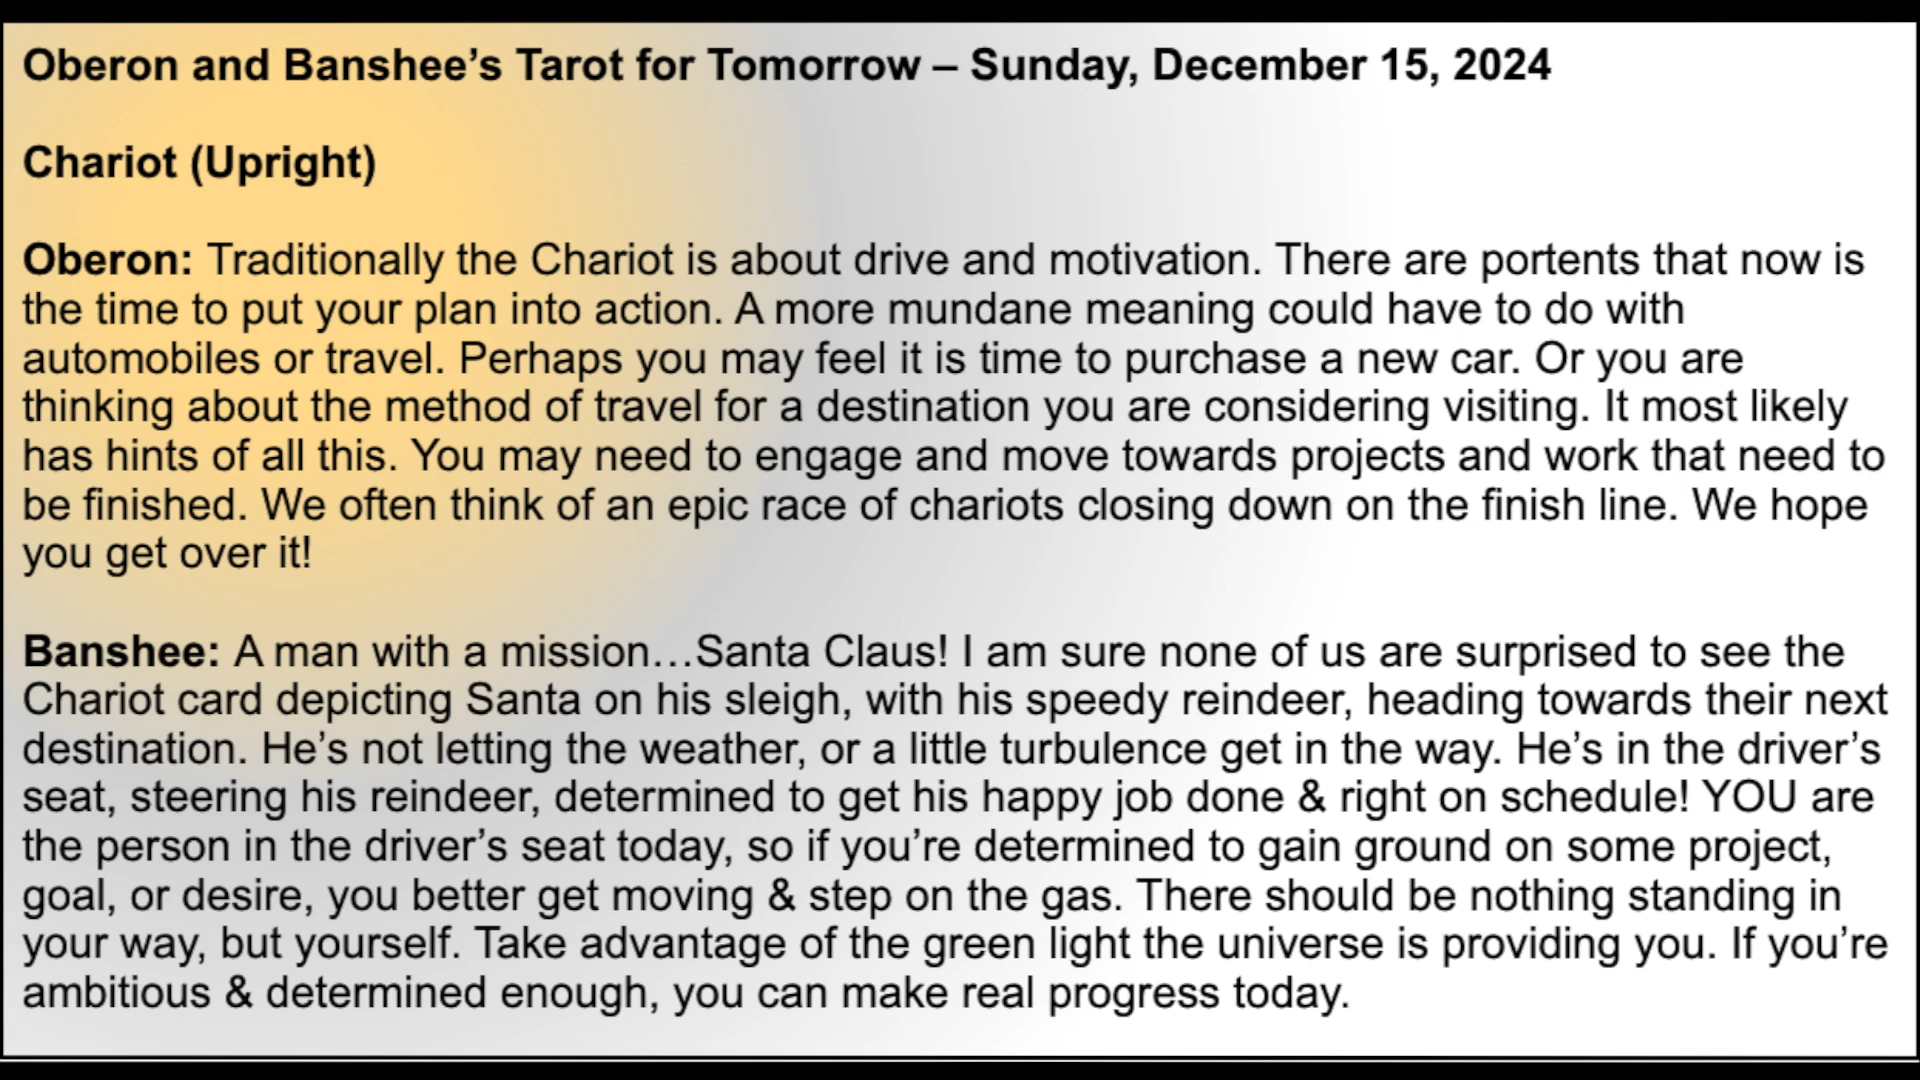 Oberon and Banshee’s Tarot for Tomorrow – Sunday, December 15, 2024
Chariot (Upright)
Oberon: Traditionally the Chariot is about drive and motivation. There are portents that now is
the time to put your plan into action. A more mundane meaning could have to do with
automobiles or travel. Perhaps you may feel it is time to purchase a new car. Or you are
thinking about the method of travel for a destination you are considering visiting. It most likely
has hints of all this. You may need to engage and move towards projects and work that need to
be finished. We often think of an epic race of chariots closing down on the finish line. We hope
you get over it!
Banshee: A man with a mission…Santa Claus! I am sure none of us are surprised to see the
Chariot card depicting Santa on his sleigh, with his speedy reindeer, heading towards their next
destination. He’s not letting the weather, or a little turbulence get in the way. He’s in the driver’s
seat, steering his reindeer, determined to get his happy job done & right on schedule! YOU are
the person in the driver’s seat today, so if you’re determined to gain ground on some project,
goal, or desire, you better get moving & step on the gas. There should be nothing standing in
your way, but yourself. Take advantage of the green light the universe is providing you. If you’re
ambitious & determined enough, you can make real progress today.